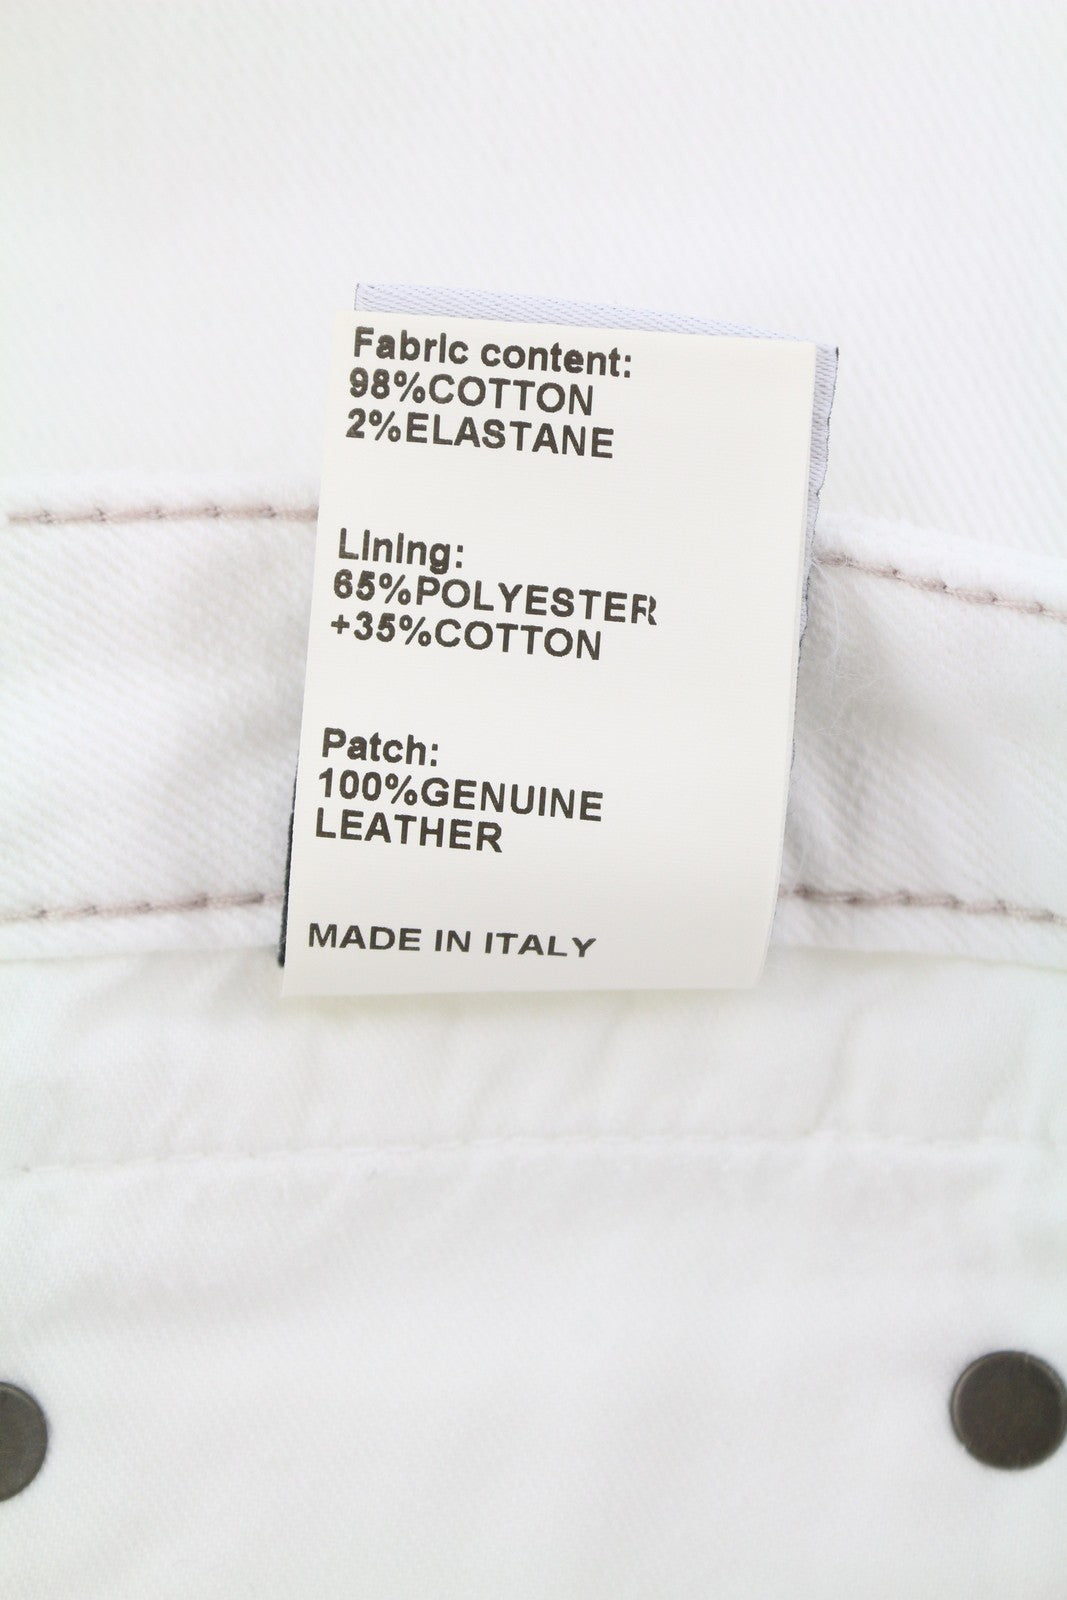 Fabric content:
98%COTTON
2%ELASTANE
Lining:
65%POLYESTER
+35%COTTON
Patch:
100%GENUINE
LEATHER
MADE IN ITALY